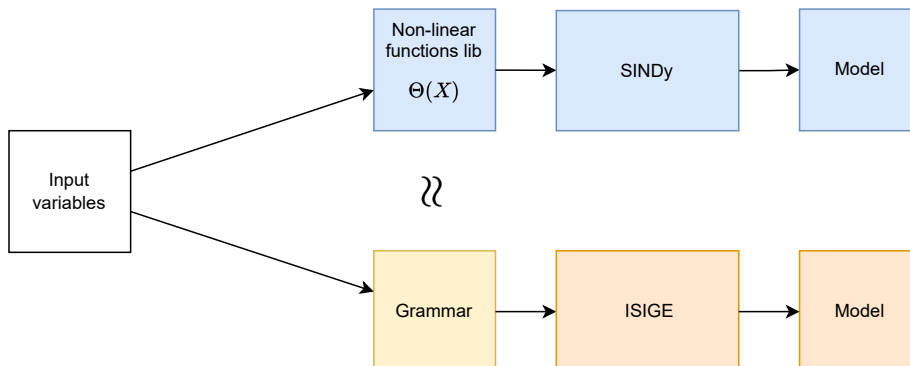 Non-linear
functions lib
Θ(X)
SINDy
Model
Input
variables
≈
Grammar
ISIGE
Model